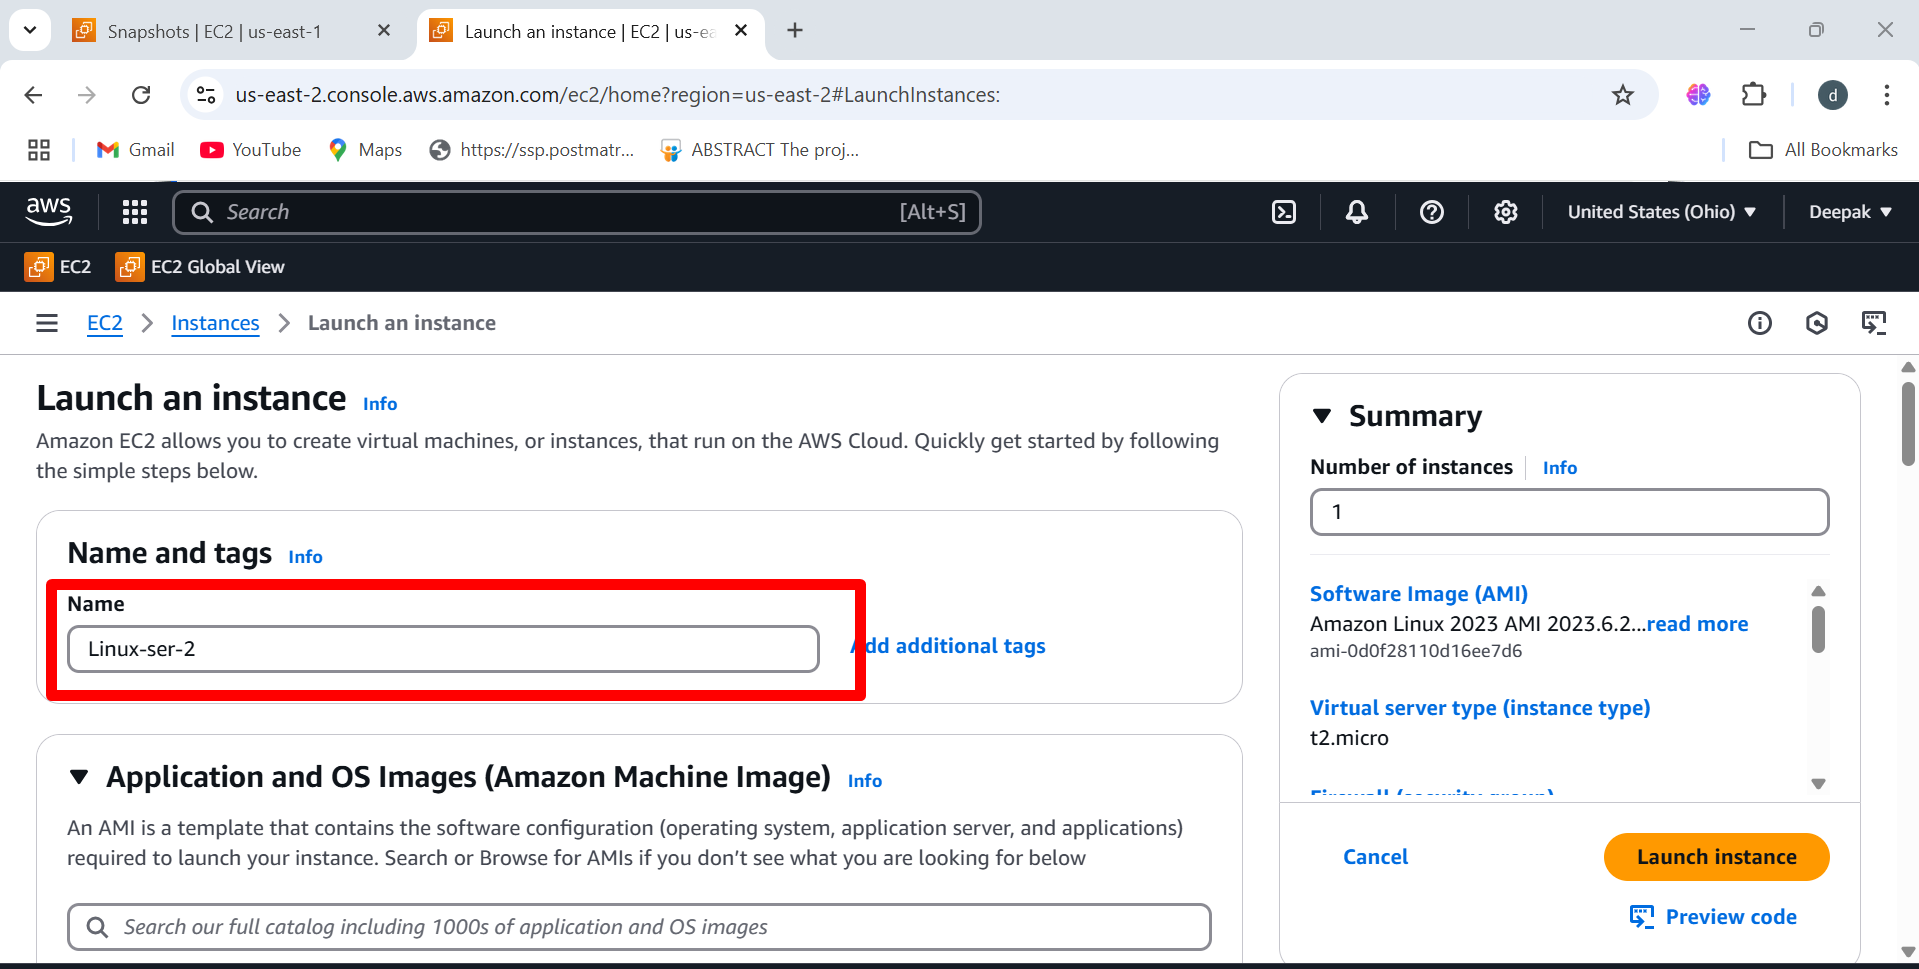 Snapshots | EC2 | us-east-1
Launch an instance | EC2 | us-ea
us-east-2.console.aws.amazon.com/ec2/home?region=us-east-2#LaunchInstances:
d
Gmail
YouTube
Maps
https://ssp.postmatr...
ABSTRACT The proj...
All Bookmarks
aws
Search
[Alt+S]
United States (Ohio)
Deepak
EC2
EC2 Global View
EC2
Instances
Launch an instance
Launch an instance Info
Amazon EC2 allows you to create virtual machines, or instances, that run on the AWS Cloud. Quickly get started by following
the simple steps below.
Name and tags Info
Name
Linux-ser-2
dd additional tags
Application and OS Images (Amazon Machine Image) Info
An AMI is a template that contains the software configuration (operating system, application server, and applications)
required to launch your instance. Search or Browse for AMIs if you don’t see what you are looking for below
Search our full catalog including 1000s of application and OS images
Summary
Number of instances Info
1
Software Image (AMI)
Amazon Linux 2023 AMI 2023.6.2...read more
ami-0d0f28110d16ee7d6
Virtual server type (instance type)
t2.micro
Firewall (security group)
Cancel
Launch instance
Preview code